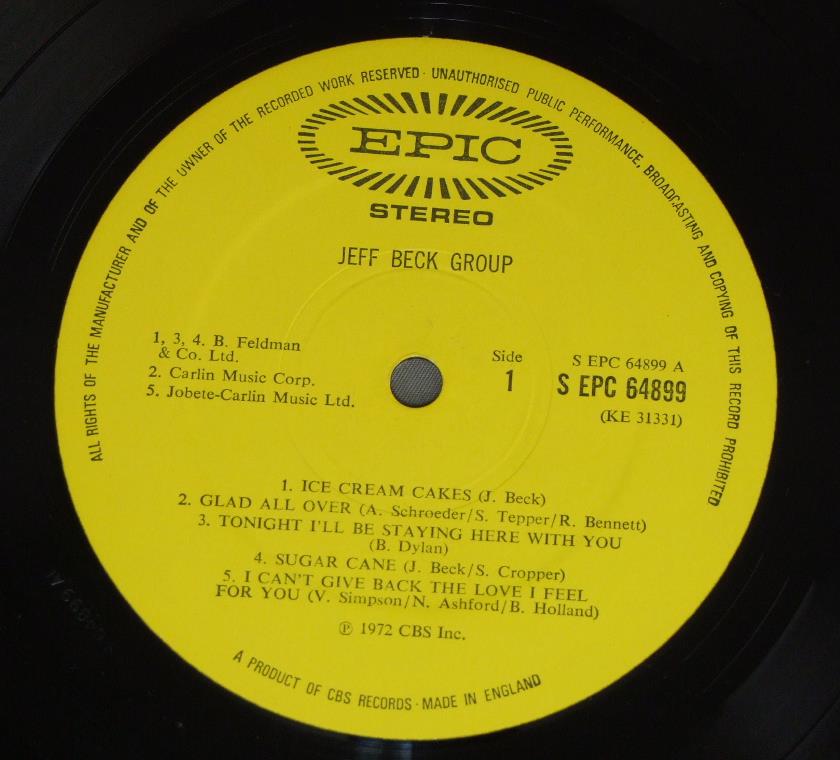 ALL RIGHTS OF THE MANUFACTURER AND OF THE OWNER OF THE RECORDED WORK RESERVED · UNAUTHORISED PUBLIC PERFORMANCE, BROADCASTING AND COPYING OF THIS RECORD PROHIBITED
EPIC
STEREO
JEFF BECK GROUP
1, 3, 4. B. Feldman
& Co. Ltd.
2. Carlin Music Corp.
5. Jobete-Carlin Music Ltd.
Side
1
S EPC 64899 A
S EPC 64899
(KE 31331)
1. ICE CREAM CAKES (J. Beck)
2. GLAD ALL OVER (A. Schroeder/S. Tepper/R. Bennett)
3. TONIGHT I'LL BE STAYING HERE WITH YOU
(B. Dylan)
4. SUGAR CANE (J. Beck/S. Cropper)
5. I CAN'T GIVE BACK THE LOVE I FEEL
FOR YOU (V. Simpson/N. Ashford/B. Holland)
℗ 1972 CBS Inc.
A PRODUCT OF CBS RECORDS · MADE IN ENGLAND